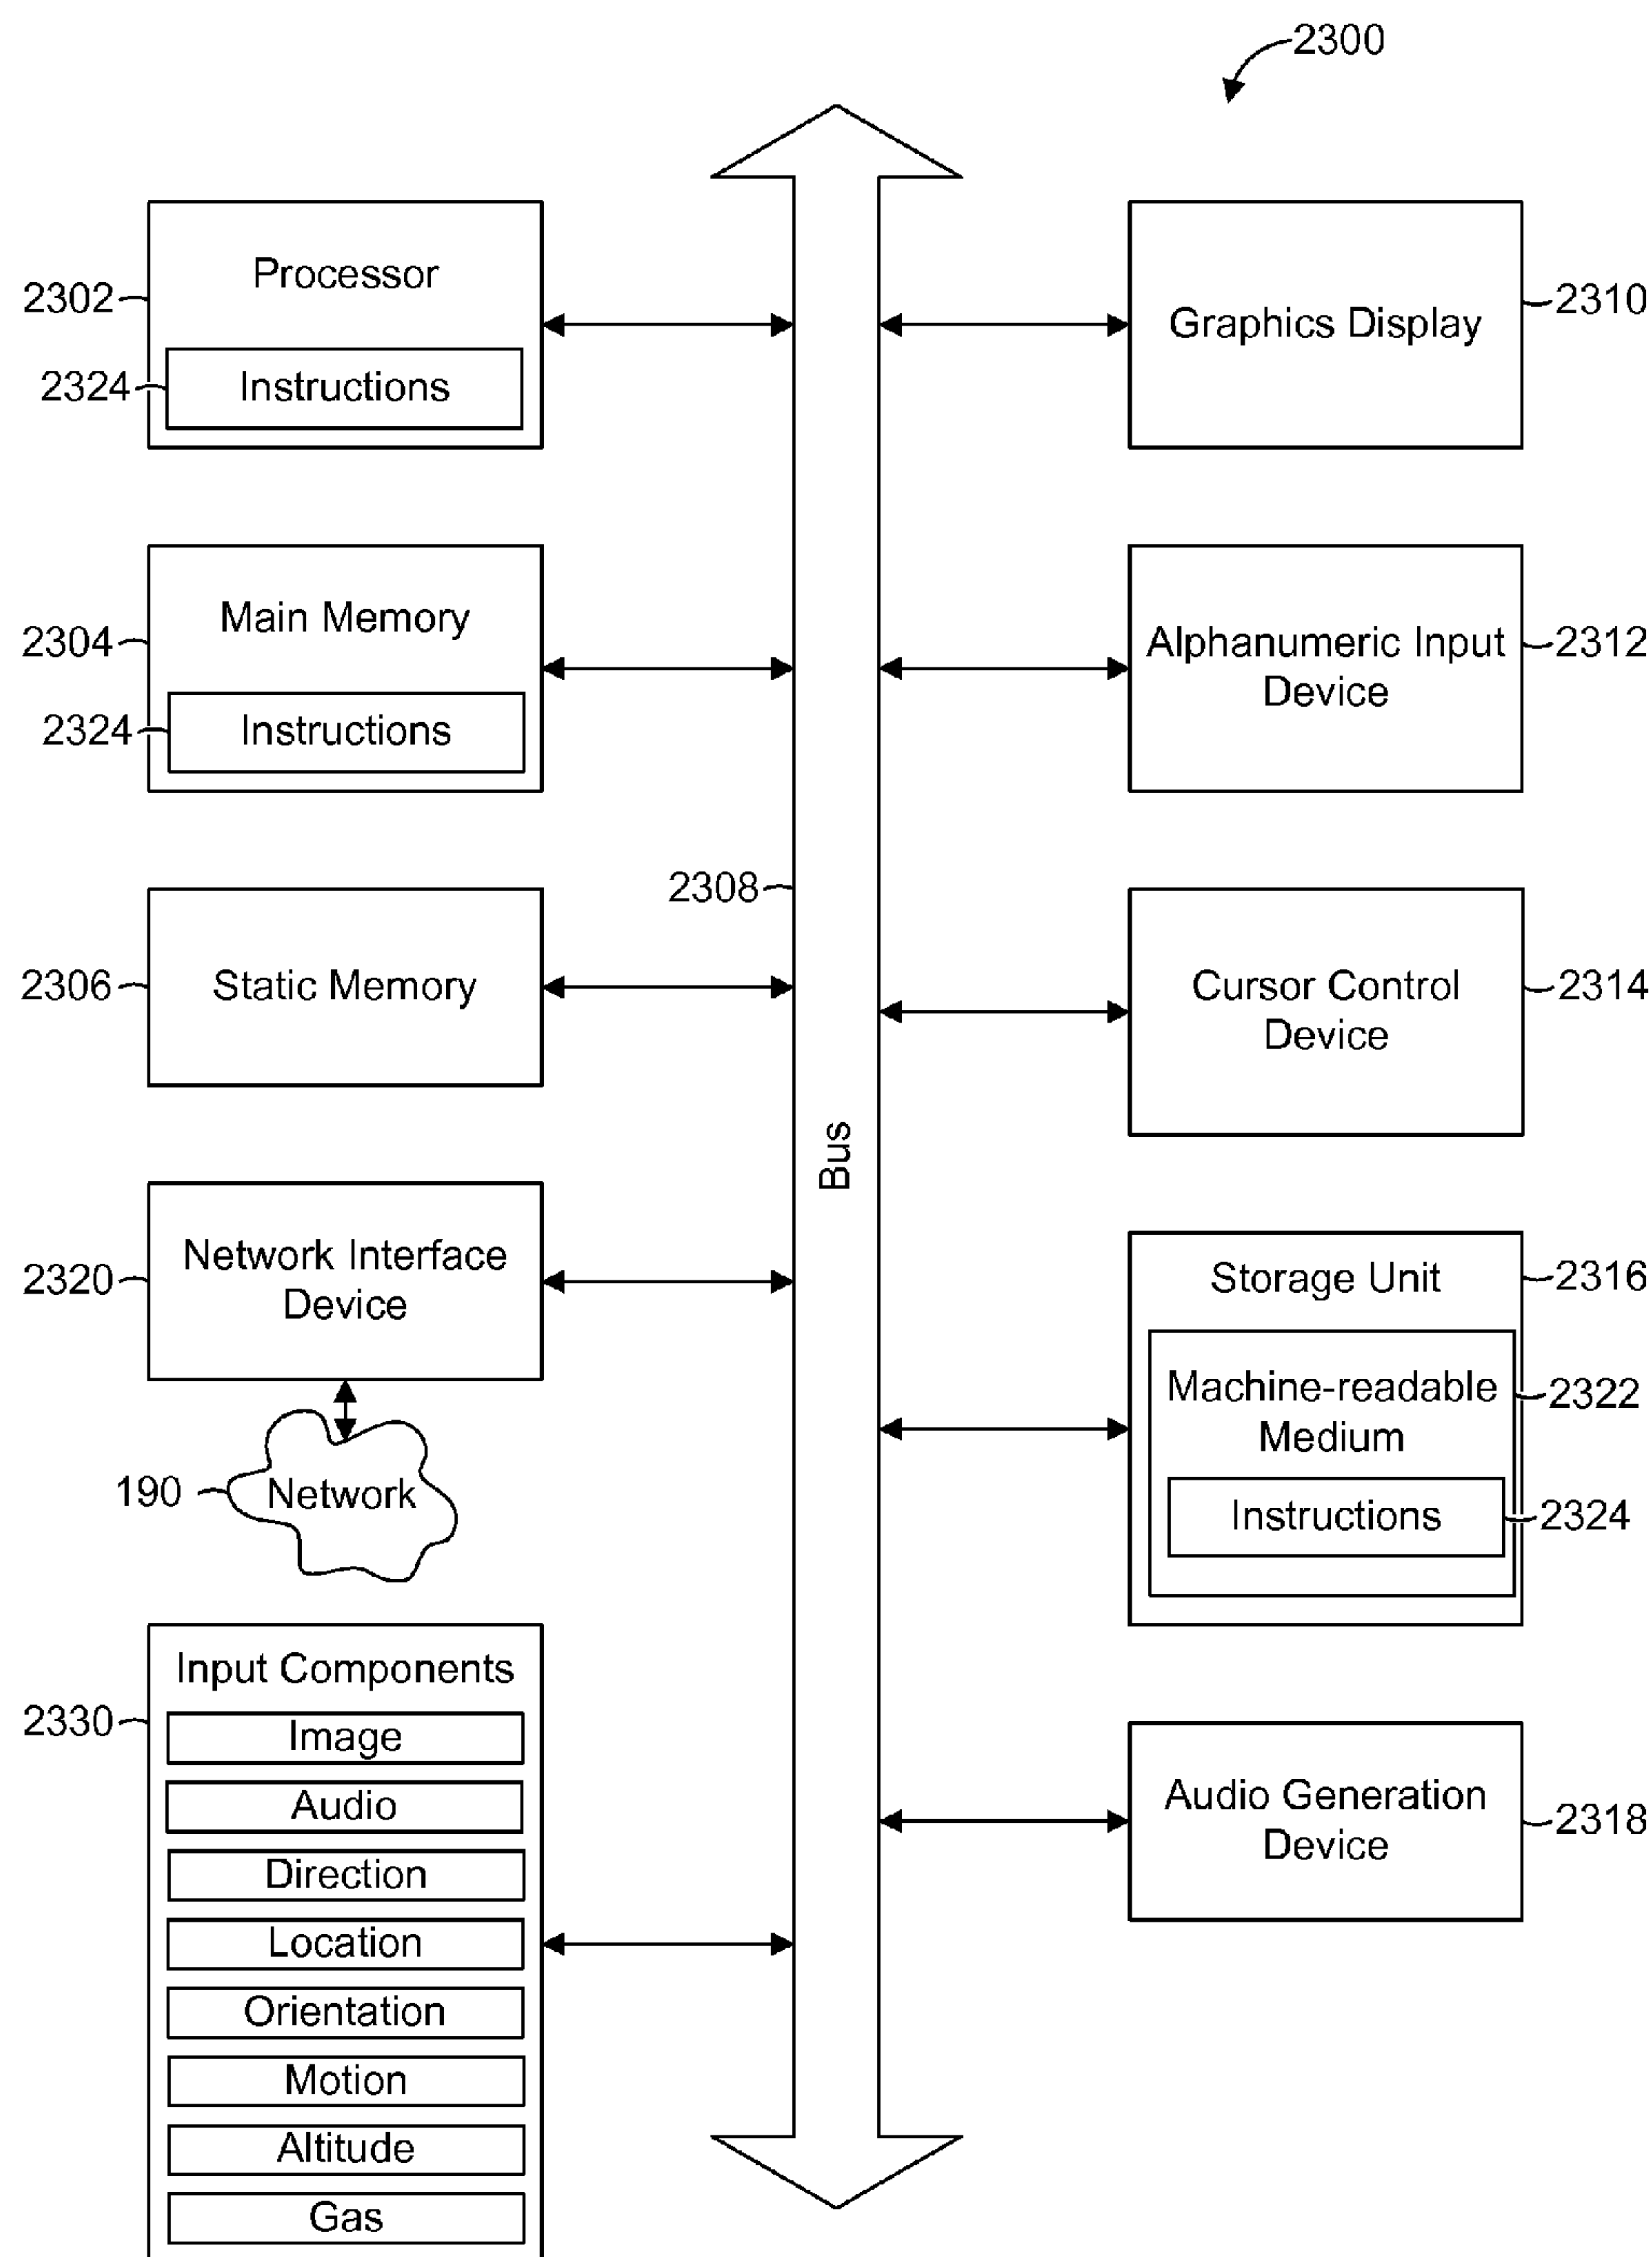 2300
Processor
2302
2324
Instructions
Main Memory
2304
2324
Instructions
Static Memory
2306
Network Interface
Device
2320
190
Network
Input Components
2330
Image
Audio
Direction
Location
Orientation
Motion
Altitude
Gas
2308
Bus
Graphics Display
2310
Alphanumeric Input
Device
2312
Cursor Control
Device
2314
Storage Unit
2316
Machine-readable
Medium
2322
Instructions
2324
Audio Generation
Device
2318